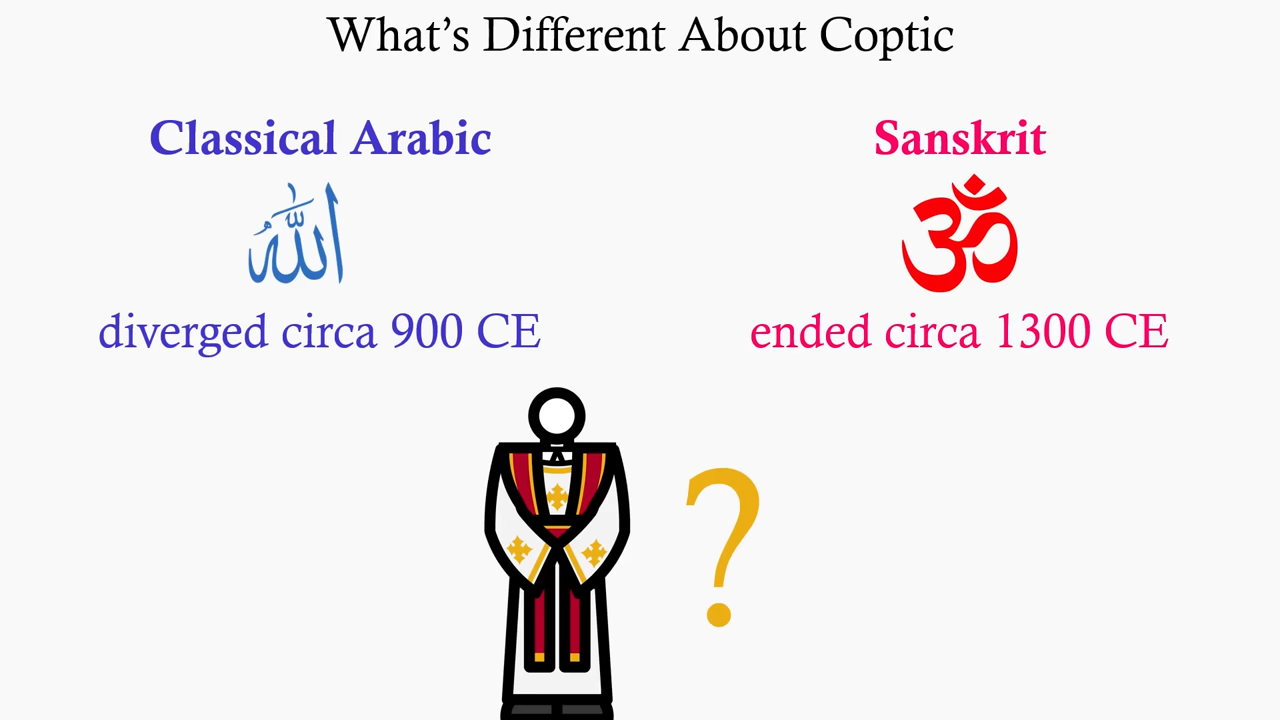 What's Different About Coptic
Classical Arabic
Sanskrit
ﷲ
ॐ
diverged circa 900 CE
ended circa 1300 CE
?